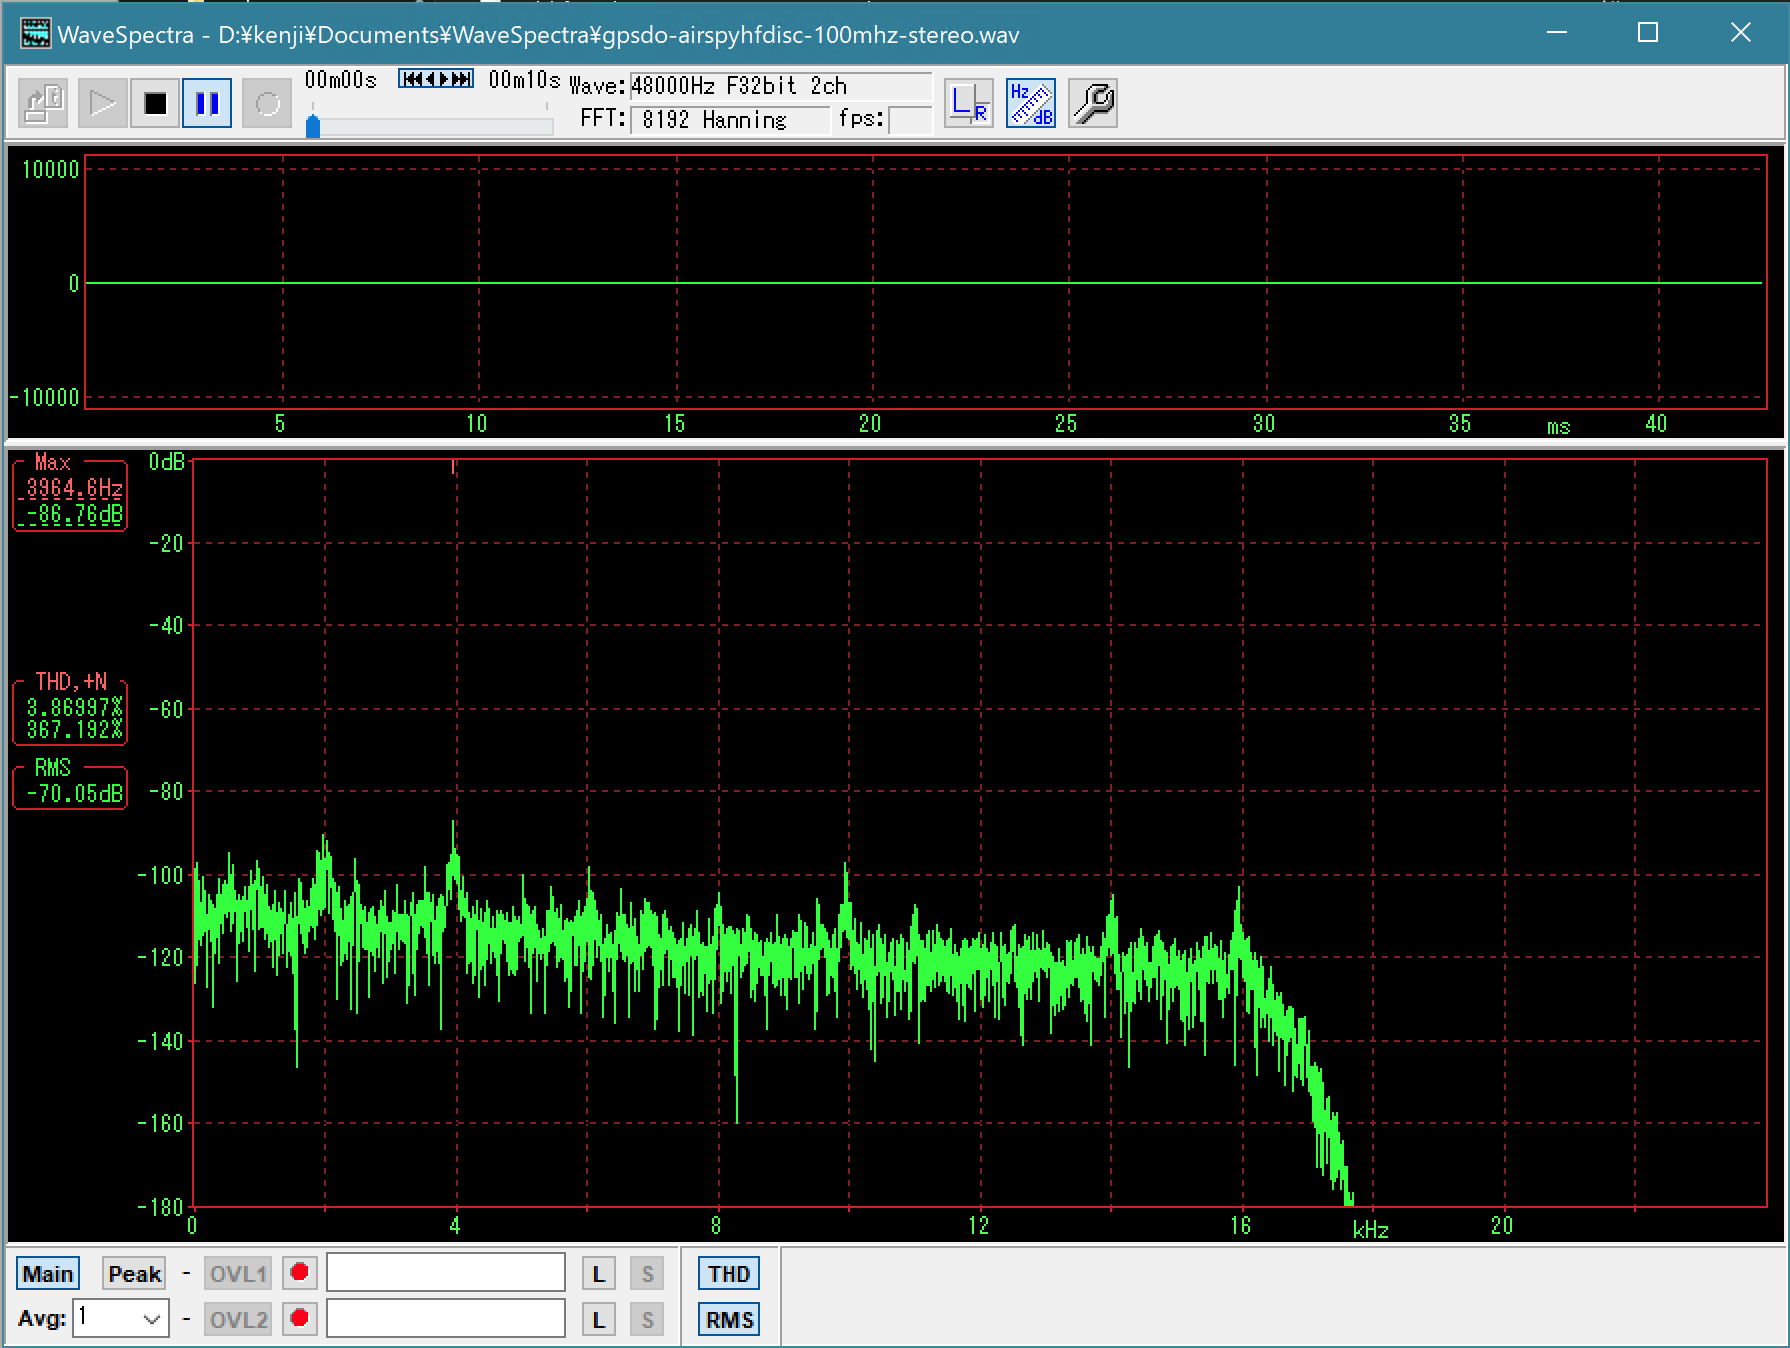 WaveSpectra - D:¥kenji¥Documents¥WaveSpectra¥gpsdo-airspyhfdisc-100mhz-stereo.wav
00m00s 00m10s Wave: 48000Hz F32bit 2ch
FFT: 8192 Hanning fps:
L R
Hz dB
10000
0
-10000
5 10 15 20 25 30 35 ms 40
Max
3964.6Hz
-86.76dB
THD,+N
3.86997%
367.192%
RMS
-70.05dB
0dB
-20
-40
-60
-80
-100
-120
-140
-160
-180
0 4 8 12 16 kHz 20
Main Peak - OVL1 L S THD
Avg: 1 - OVL2 L S RMS